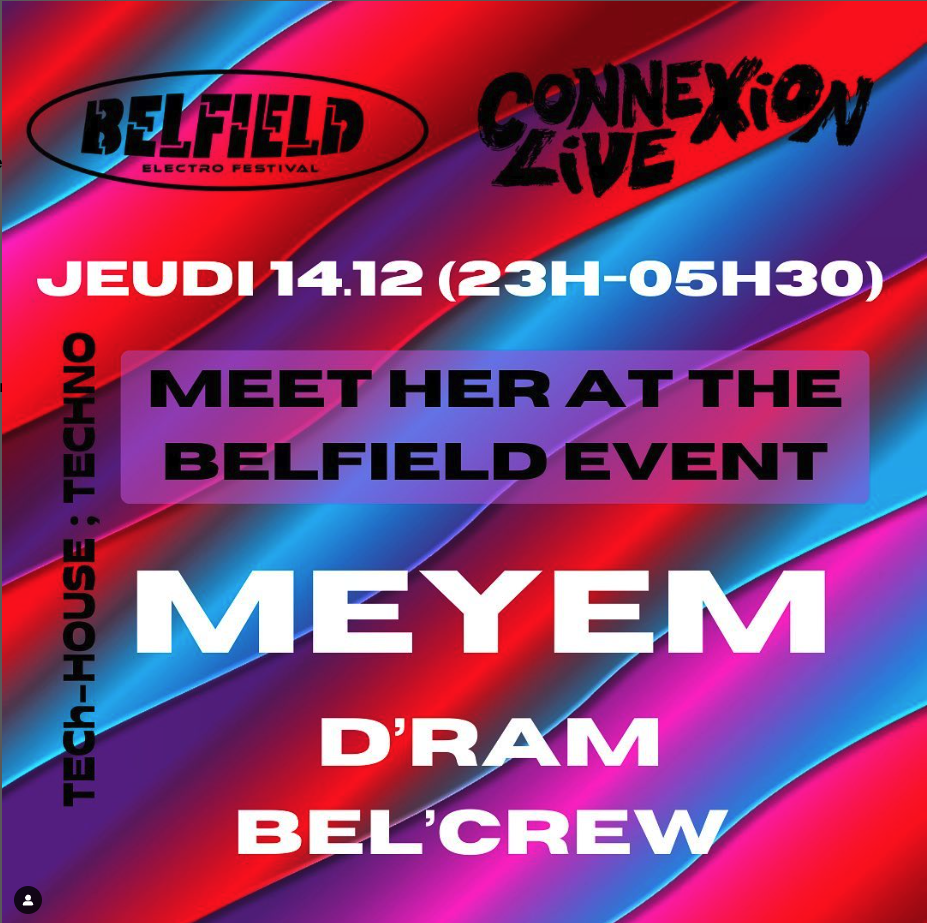 BELFIELD
ELECTRO FESTIVAL
CONNEXiON
LiVE
JEUDI 14.12 (23H-05H30)
MEET HER AT THE
BELFIELD EVENT
TECh-HOUSE ; TECHNO
MEYEM
D'RAM
BEL'CREW